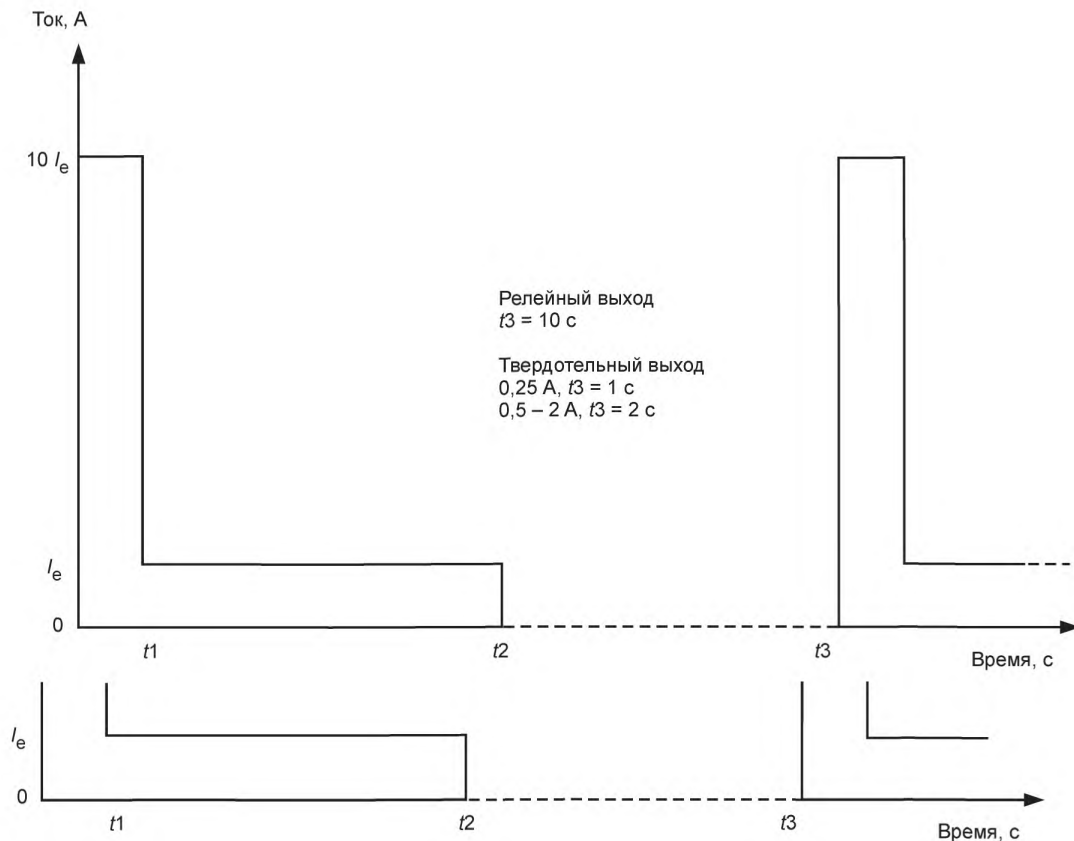 Ток, А
10 Ie
Релейный выход
t3 = 10 с
Твердотельный выход
0,25 А, t3 = 1 с
0,5 – 2 А, t3 = 2 с
Ie
0
t1 t2 t3
Время, с
Ie
0
t1 t2 t3
Время, с